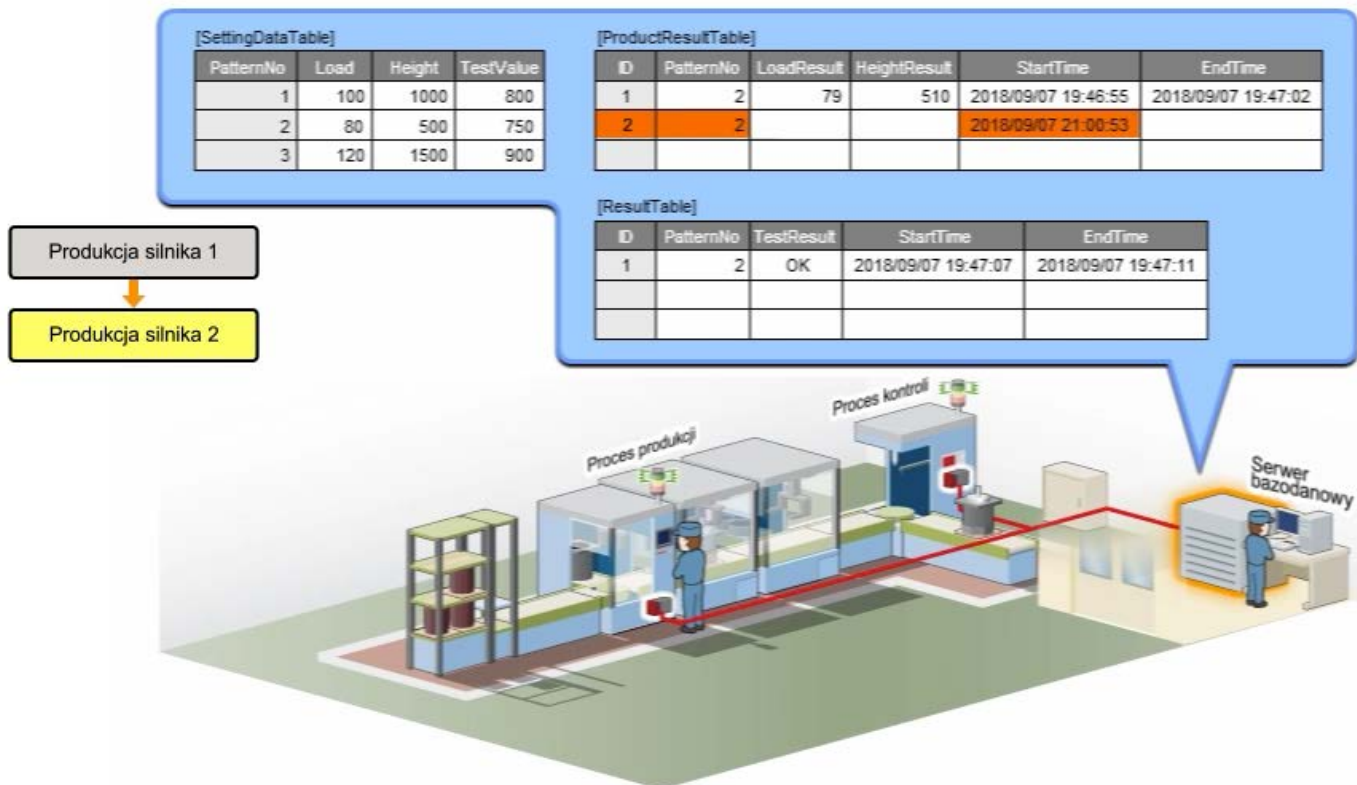 [SettingDataTable]
PatternNo Load Height TestValue
1 100 1000 800
2 80 500 750
3 120 1500 900
[ProductResultTable]
ID PatternNo LoadResult HeightResult StartTime EndTime
1 2 79 510 2018/09/07 19:46:55 2018/09/07 19:47:02
2 2 2018/09/07 21:00:53
[ResultTable]
ID PatternNo TestResult StartTime EndTime
1 2 OK 2018/09/07 19:47:07 2018/09/07 19:47:11
Produkcja silnika 1
Produkcja silnika 2
Proces produkcji
Proces kontroli
Serwer
bazodanowy